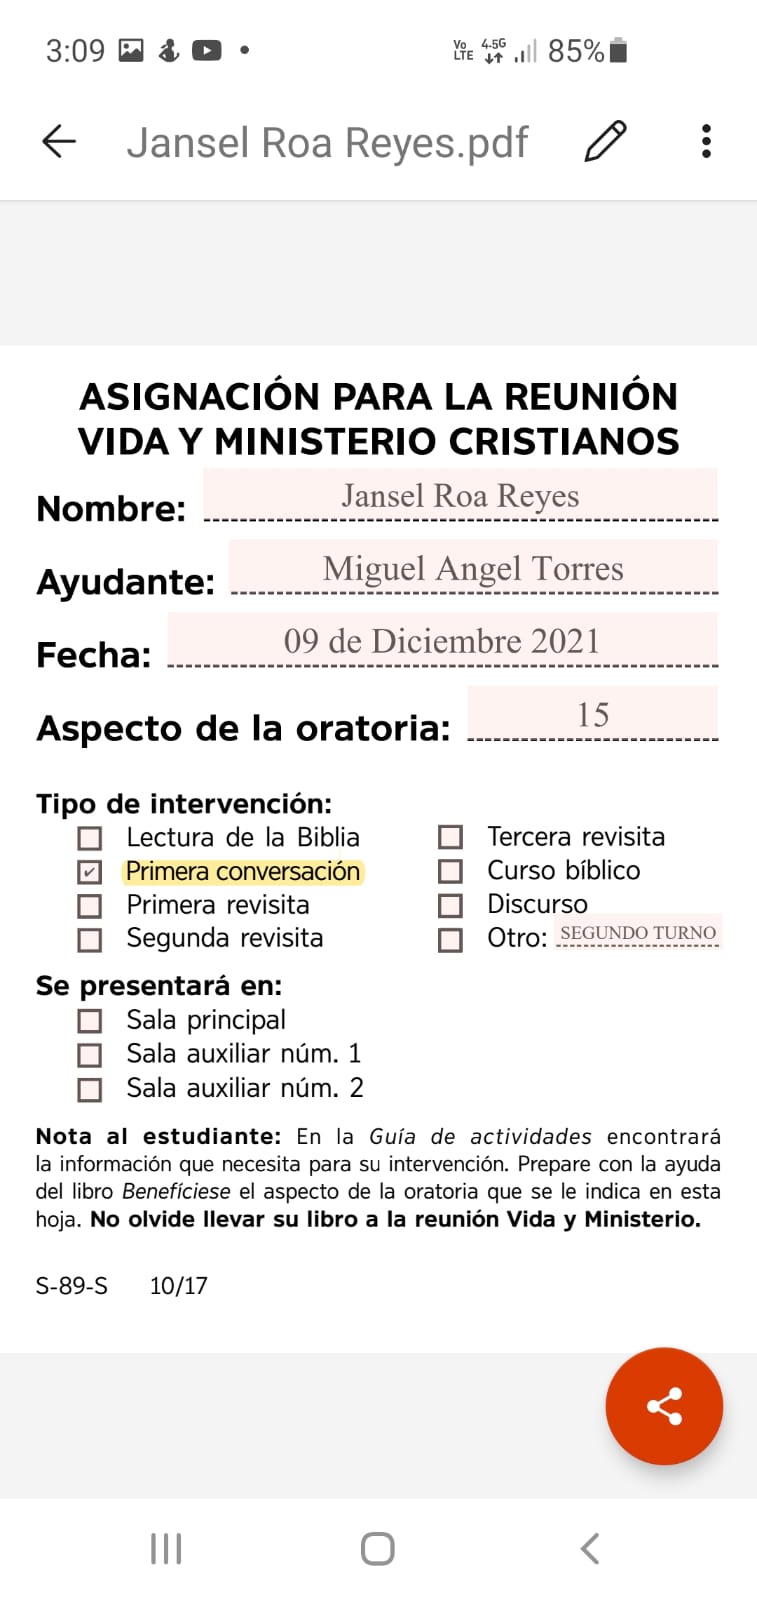 3:09 Vo LTE 4.5G 85%
Jansel Roa Reyes.pdf
ASIGNACIÓN PARA LA REUNIÓN
VIDA Y MINISTERIO CRISTIANOS
Nombre: Jansel Roa Reyes
Ayudante: Miguel Angel Torres
Fecha: 09 de Diciembre 2021
Aspecto de la oratoria: 15
Tipo de intervención:
Lectura de la Biblia
Primera conversación
Primera revisita
Segunda revisita
Tercera revisita
Curso bíblico
Discurso
Otro: SEGUNDO TURNO
Se presentará en:
Sala principal
Sala auxiliar núm. 1
Sala auxiliar núm. 2
Nota al estudiante: En la Guía de actividades encontrará
la información que necesita para su intervención. Prepare con la ayuda
del libro Benefíciese el aspecto de la oratoria que se le indica en esta
hoja. No olvide llevar su libro a la reunión Vida y Ministerio.
S-89-S 10/17